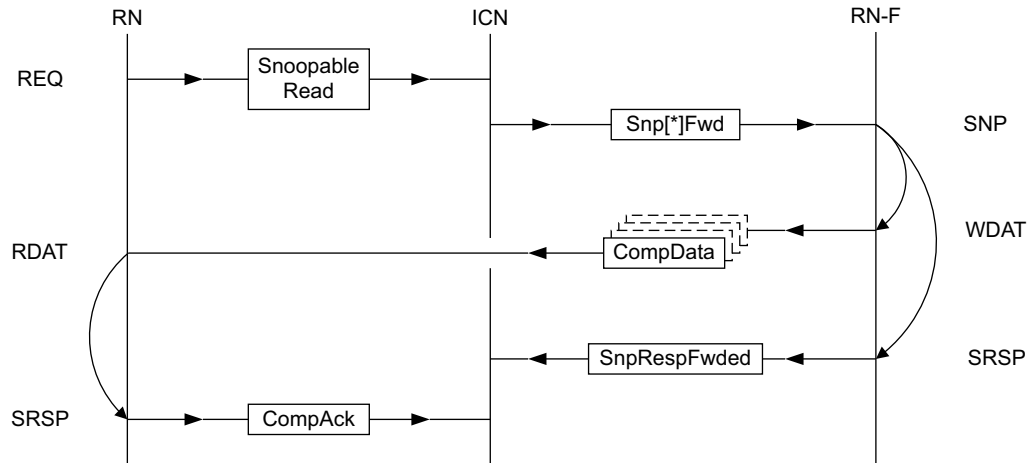 RN
ICN
RN-F
REQ
Snoopable
Read
Snp[*]Fwd
SNP
WDAT
RDAT
CompData
SnpRespFwded
SRSP
SRSP
CompAck